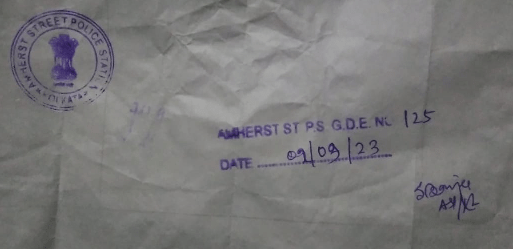 AMHERST STREET POLICE STATION
KOLKATA
AMHERST ST P.S. G.D.E. No 125
DATE 09/09/23